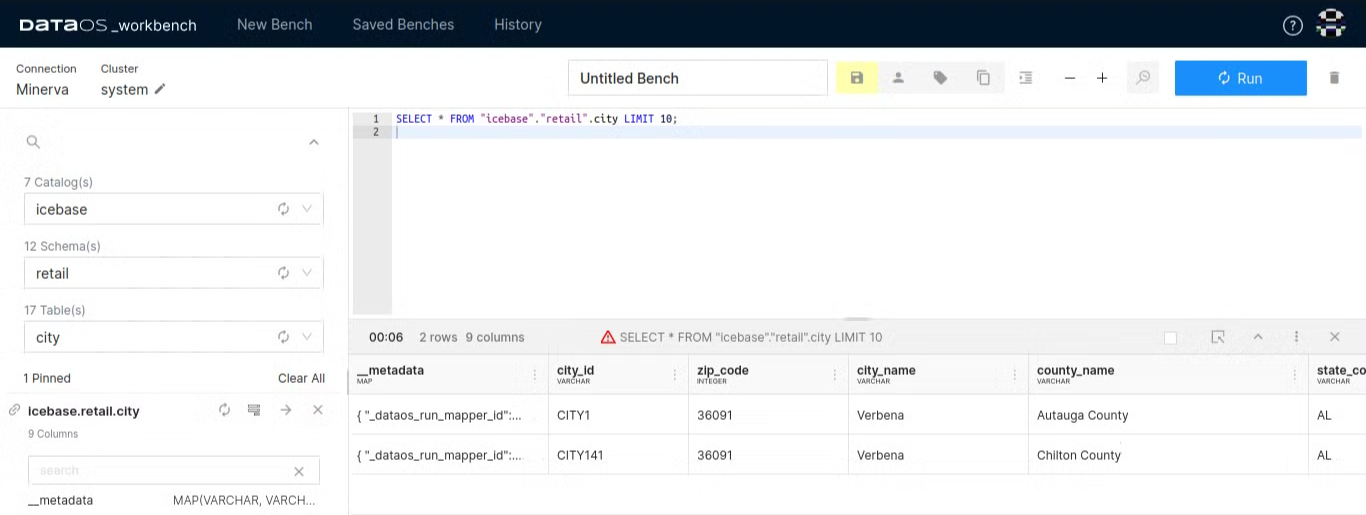 DATAOS _workbench New Bench Saved Benches History ?
Connection Cluster
Minerva system
Untitled Bench Run
7 Catalog(s)
icebase
12 Schema(s)
retail
17 Table(s)
city
1 Pinned Clear All
icebase.retail.city
9 Columns
search
__metadata MAP(VARCHAR, VARCH...
1 SELECT * FROM "icebase"."retail".city LIMIT 10;
2
00:06 2 rows 9 columns SELECT * FROM "icebase"."retail".city LIMIT 10
__metadata city_id zip_code city_name county_name state_co
MAP VARCHAR INTEGER VARCHAR VARCHAR VARCHAR
{ "_dataos_run_mapper_id":... CITY1 36091 Verbena Autauga County AL
{ "_dataos_run_mapper_id":... CITY141 36091 Verbena Chilton County AL